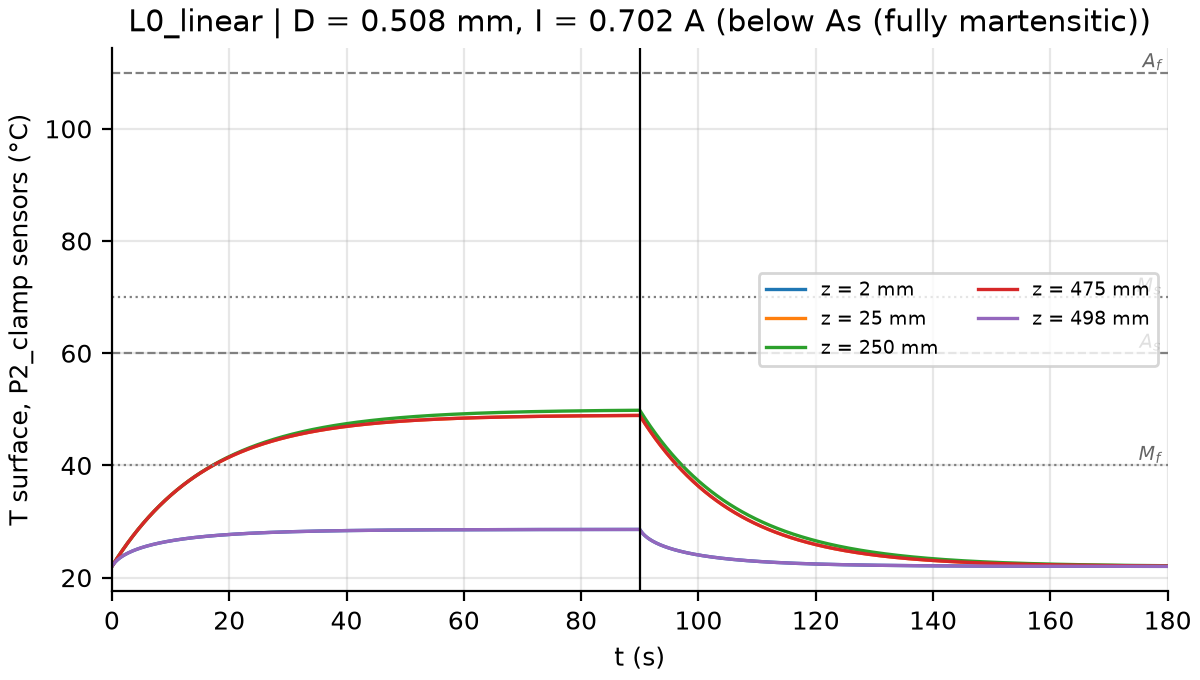 L0_linear | D = 0.508 mm, I = 0.702 A (below As (fully martensitic))
T surface, P2_clamp sensors (°C)
100
80
60
40
20
A_f
M_s
A_s
M_f
z = 2 mm
z = 25 mm
z = 250 mm
z = 475 mm
z = 498 mm
0
20
40
60
80
100
120
140
160
180
t (s)